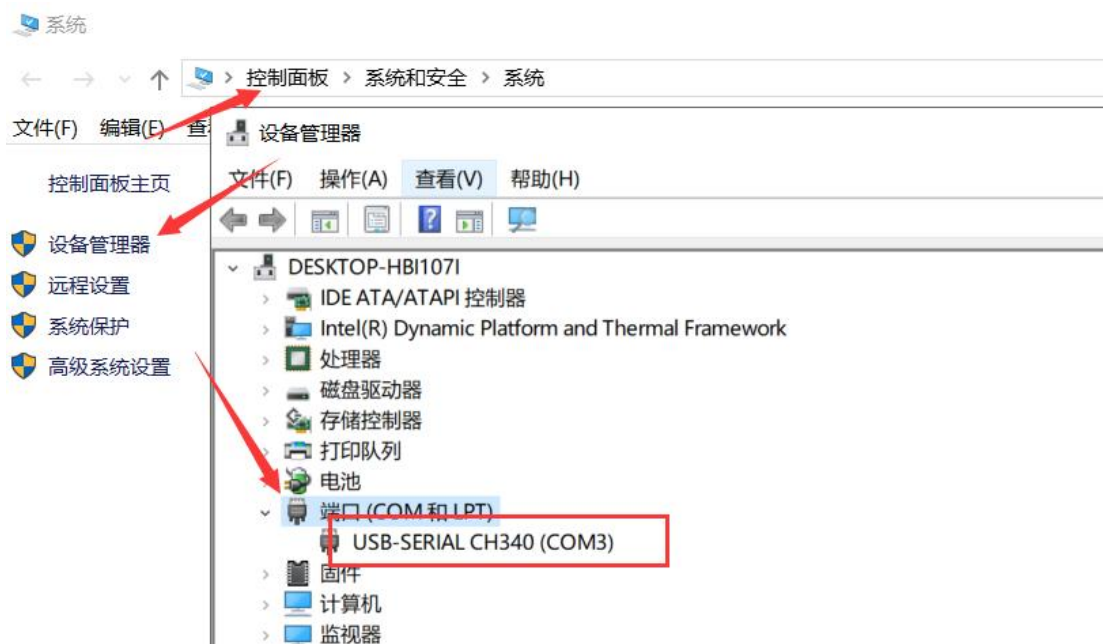 系统
控制面板 > 系统和安全 > 系统
文件(F) 编辑(E) 查
控制面板主页
设备管理器
远程设置
系统保护
高级系统设置
设备管理器
文件(F) 操作(A) 查看(V) 帮助(H)
DESKTOP-HBI107I
IDE ATA/ATAPI 控制器
Intel(R) Dynamic Platform and Thermal Framework
处理器
磁盘驱动器
存储控制器
打印队列
电池
端口 (COM 和 LPT)
USB-SERIAL CH340 (COM3)
固件
计算机
监视器